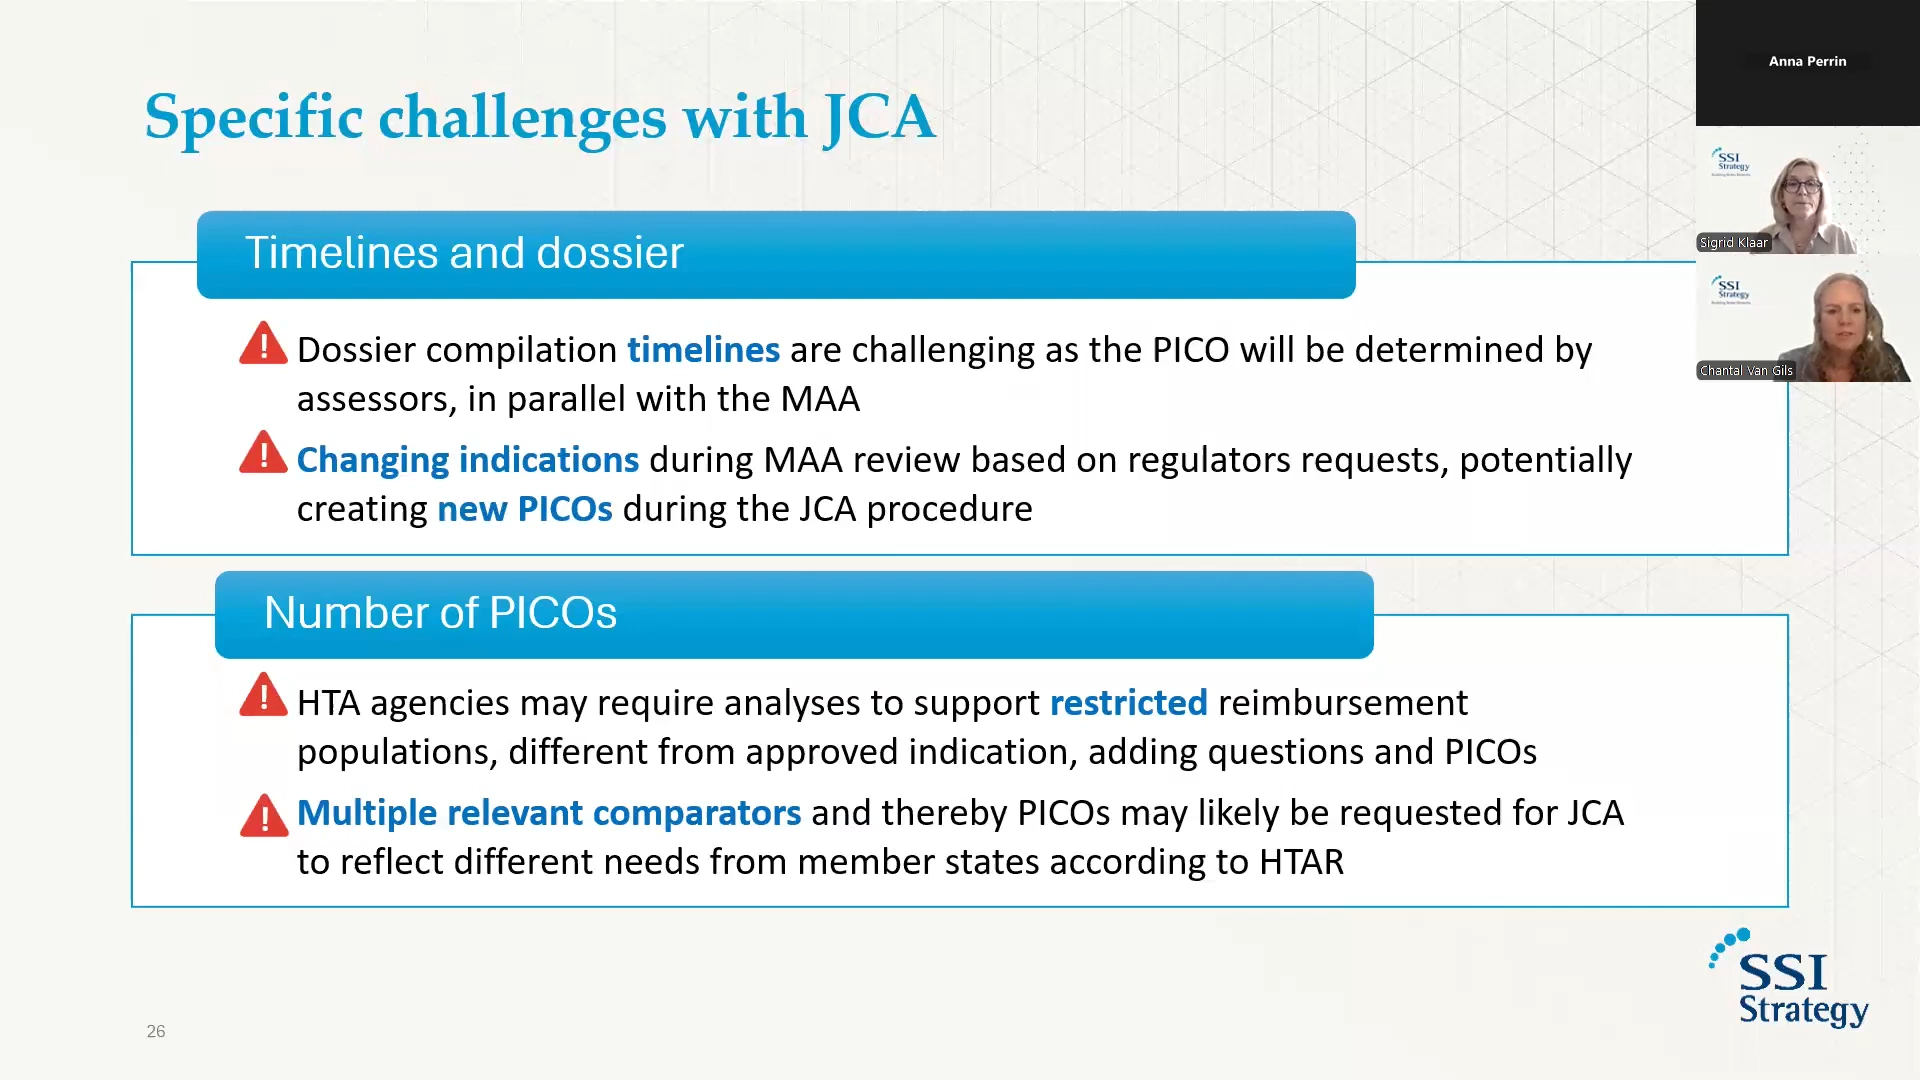 Specific challenges with JCA
Timelines and dossier
Dossier compilation timelines are challenging as the PICO will be determined by
assessors, in parallel with the MAA
Changing indications during MAA review based on regulators requests, potentially
creating new PICOs during the JCA procedure
Number of PICOs
HTA agencies may require analyses to support restricted reimbursement
populations, different from approved indication, adding questions and PICOs
Multiple relevant comparators and thereby PICOs may likely be requested for JCA
to reflect different needs from member states according to HTAR
26
SSI
Strategy
Anna Perrin
SSI
Strategy
Sigrid Klaar
SSI
Strategy
Chantal Van Gils